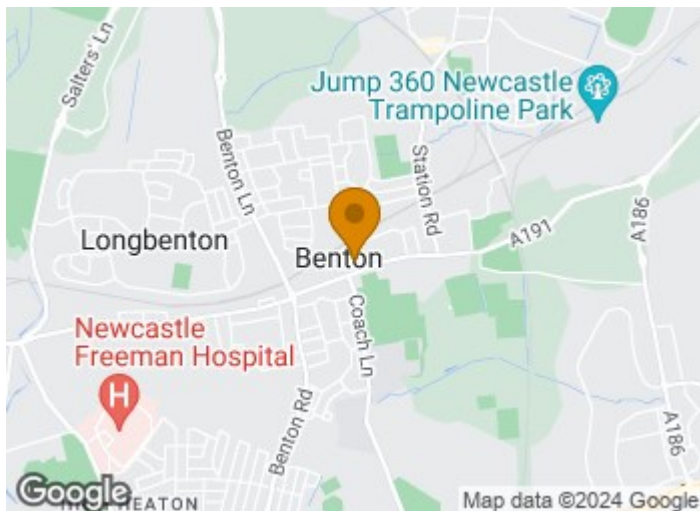 Salters' Ln
Jump 360 Newcastle
Trampoline Park
Benton Ln
Station Rd
A186
A191
Longbenton
Benton
Newcastle
Freeman Hospital
H
Coach Ln
Benton Rd
A186
Google
HEATON
Map data ©2024 Google